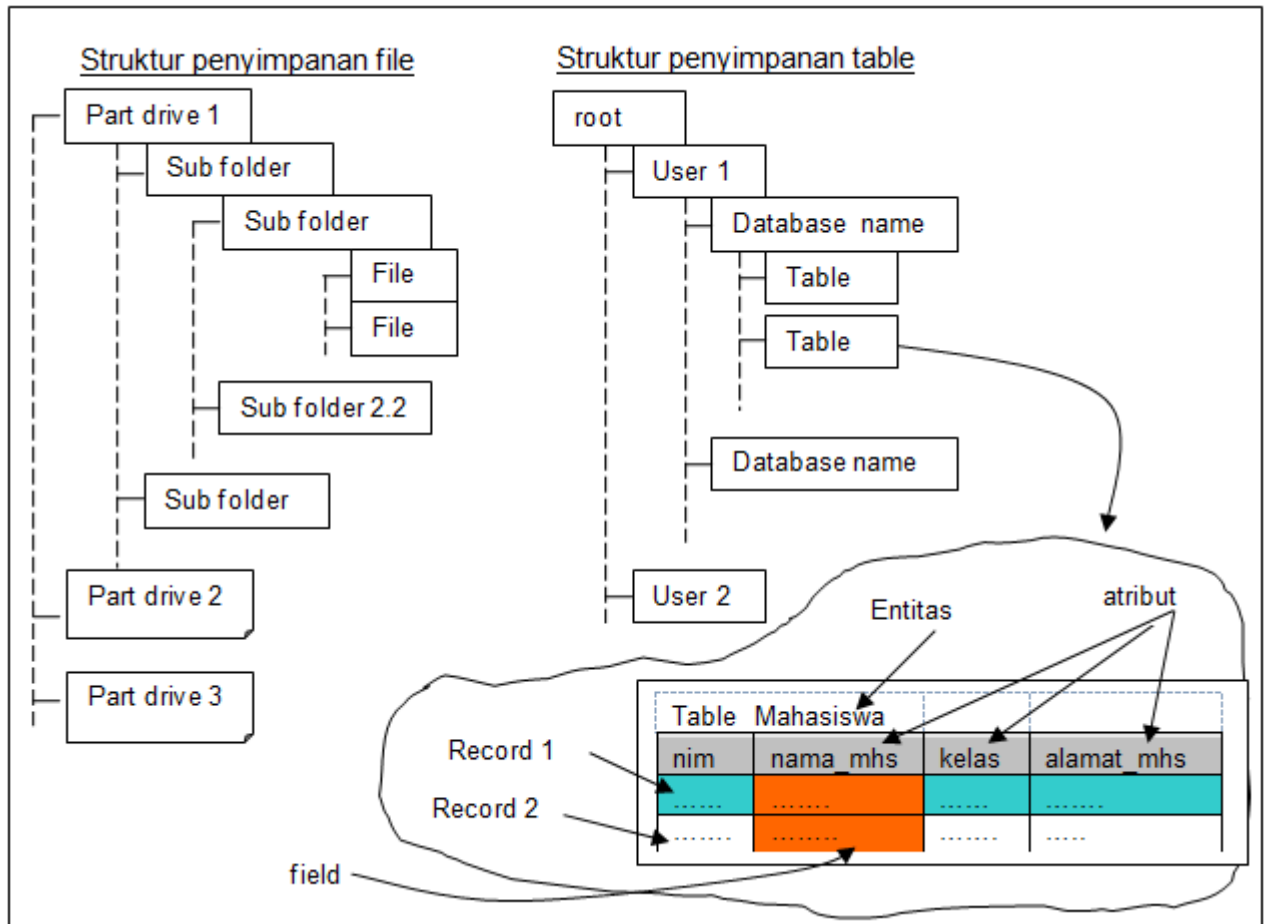 Struktur penyimpanan file
Part drive 1
Sub folder
Sub folder
File
File
Sub folder 2.2
Sub folder
Part drive 2
Part drive 3
Struktur penyimpanan table
root
User 1
Database name
Table
Table
Database name
User 2
Entitas
atribut
Table Mahasiswa
nim nama_mhs kelas alamat_mhs
Record 1
...... ....... ...... .......
Record 2
....... ........ ....... .....
field